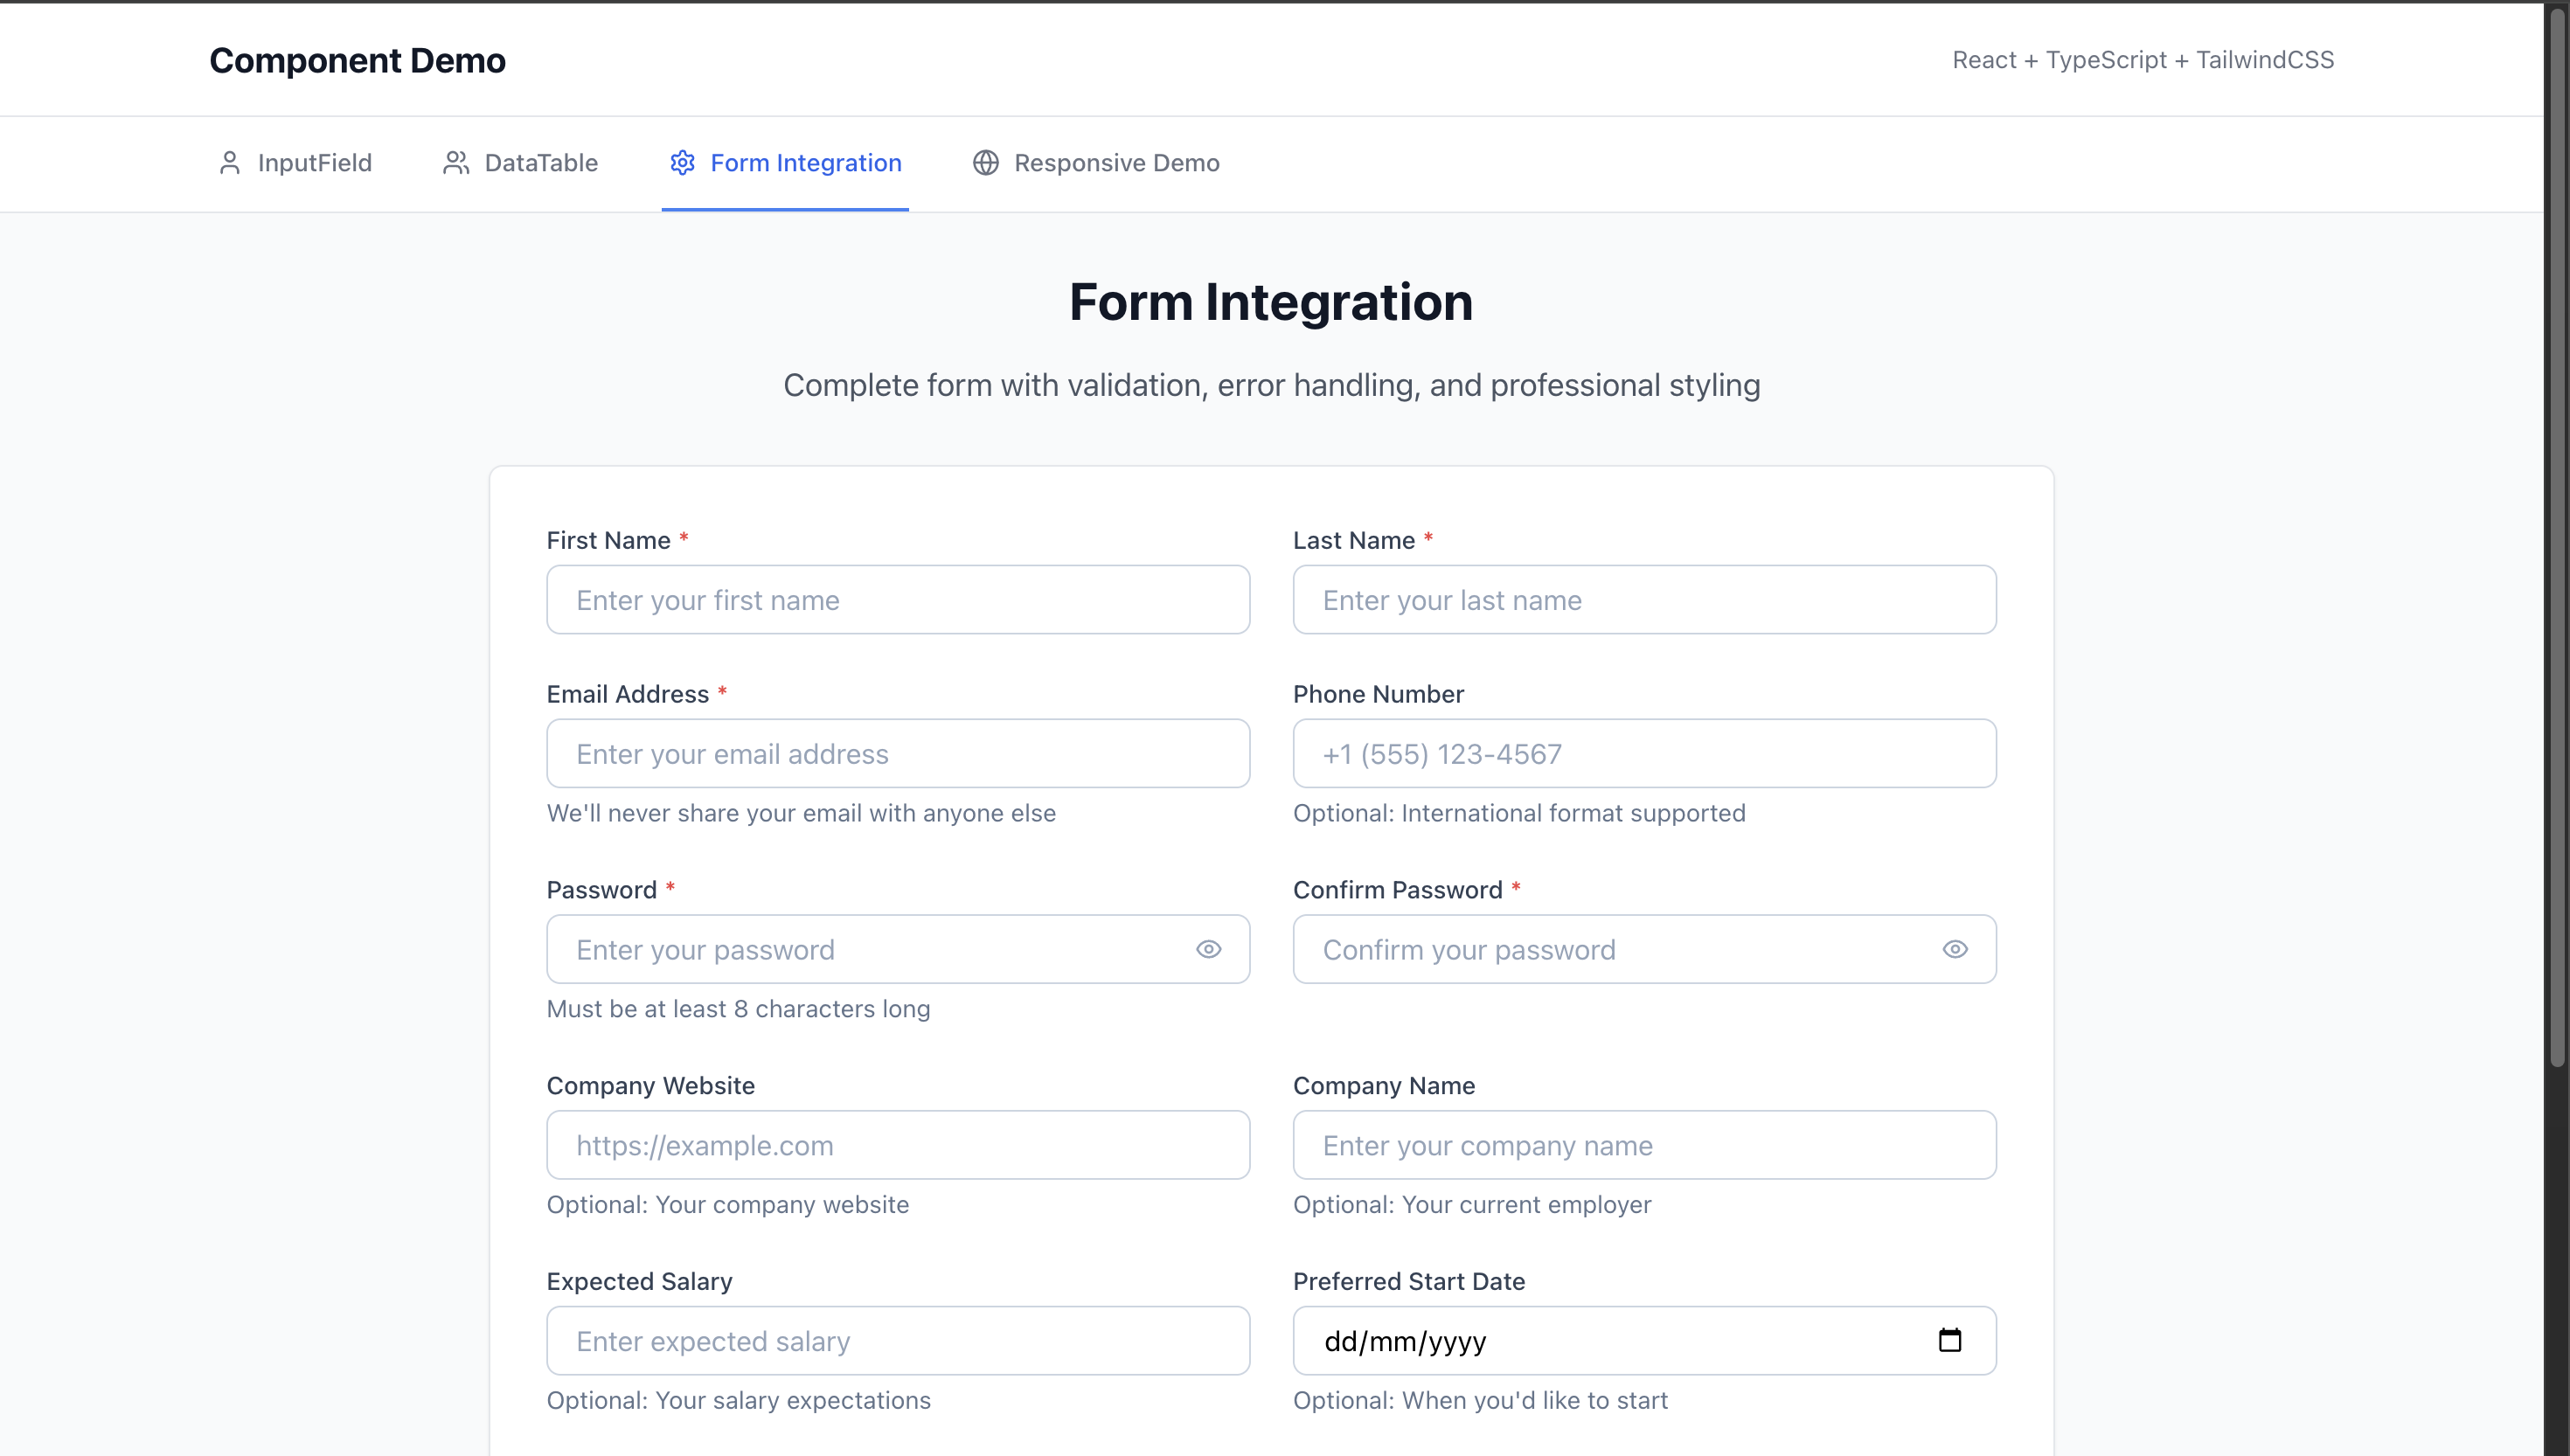 Component Demo
React + TypeScript + TailwindCSS
InputField
DataTable
Form Integration
Responsive Demo
Form Integration
Complete form with validation, error handling, and professional styling
First Name *
Last Name *
Enter your first name
Enter your last name
Email Address *
Phone Number
Enter your email address
+1 (555) 123-4567
We'll never share your email with anyone else
Optional: International format supported
Password *
Confirm Password *
Enter your password
Confirm your password
Must be at least 8 characters long
Company Website
Company Name
https://example.com
Enter your company name
Optional: Your company website
Optional: Your current employer
Expected Salary
Preferred Start Date
Enter expected salary
dd/mm/yyyy
Optional: Your salary expectations
Optional: When you'd like to start